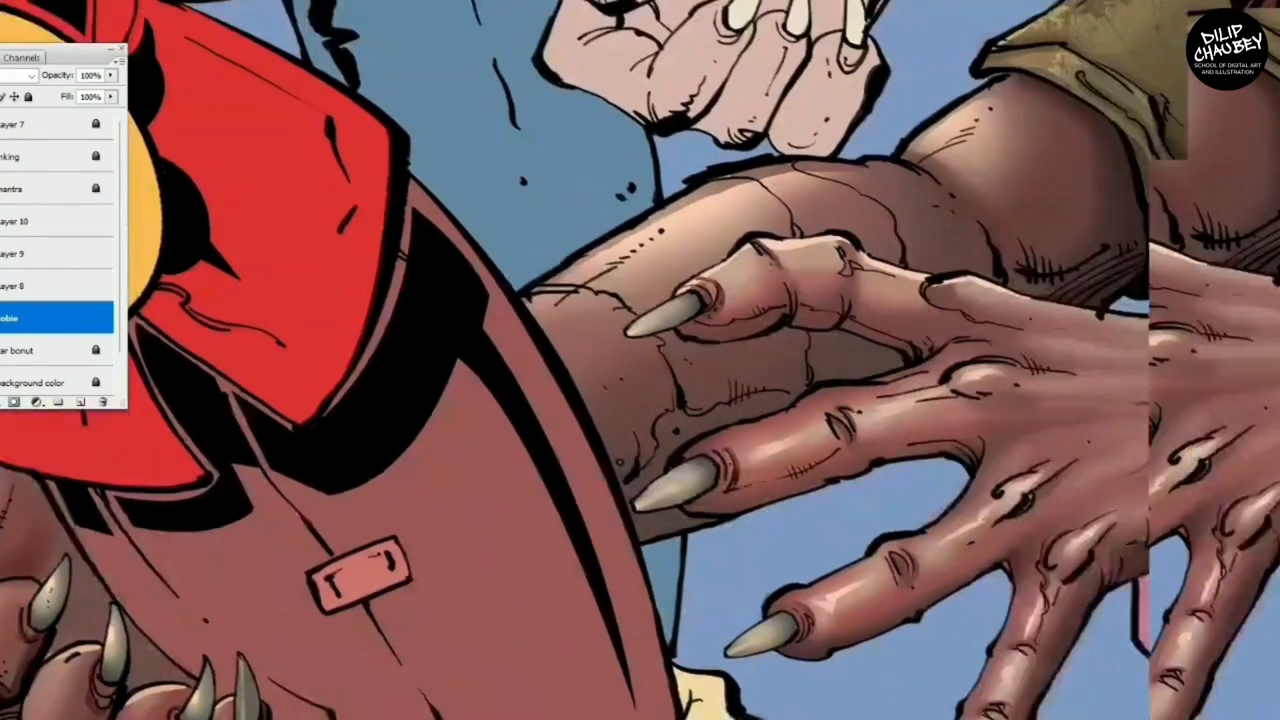 Channels
Opacity: 100%
Fill: 100%
ayer 7
nking
mantra
ayer 10
ayer 9
ayer 8
obie
ar bonut
ackground color
DILIP
CHAUBEY
SCHOOL OF DIGITAL ART
AND ILLUSTRATION